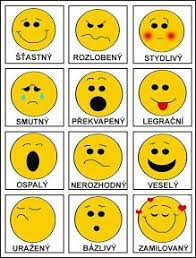 ŠŤASTNÝ
ROZLOBENÝ
STYDLIVÝ
SMUTNÝ
PŘEKVAPENÝ
LEGRAČNÍ
OSPALÝ
NEROZHODNÝ
VESELÝ
URAŽENÝ
BÁZLIVÝ
ZAMILOVANÝ